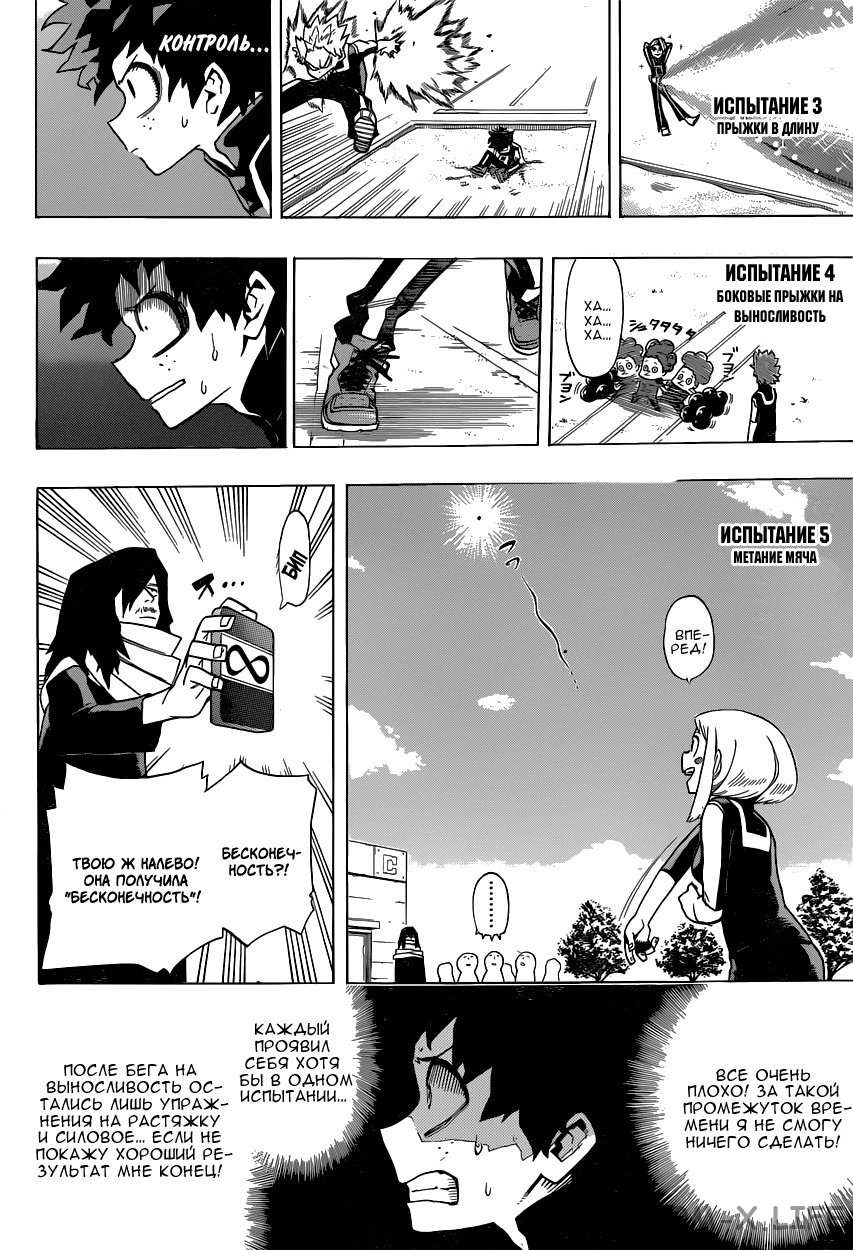 ИСПЫТАНИЕ 3
ПРЫЖКИ В ДЛИНУ
КОНТРОЛЬ...
ИСПЫТАНИЕ 4
БОКОВЫЕ ПРЫЖКИ НА
ВЫНОСЛИВОСТЬ
ХА...
ХА...
ХА...
ИСПЫТАНИЕ 5
МЕТАНИЕ МЯЧА
ВПЕ-
РЕД!
C
.........
БИП
∞
БЕСКОНЕЧ-
НОСТЬ?!
ТВОЮ Ж НАЛЕВО!
ОНА ПОЛУЧИЛА
"БЕСКОНЕЧНОСТЬ"!
ВСЕ ОЧЕНЬ
ПЛОХО! ЗА ТАКОЙ
ПРОМЕЖУТОК ВРЕ-
МЕНИ Я НЕ СМОГУ
НИЧЕГО СДЕЛАТЬ!
КАЖДЫЙ
ПРОЯВИЛ
СЕБЯ ХОТЯ
БЫ В ОДНОМ
ИСПЫТАНИИ...
ПОСЛЕ БЕГА НА
ВЫНОСЛИВОСТЬ ОС-
ТАЛИСЬ ЛИШЬ УПРАЖ-
НЕНИЯ НА РАСТЯЖКУ
И СИЛОВОЕ... ЕСЛИ НЕ
ПОКАЖУ ХОРОШИЙ РЕ-
ЗУЛЬТАТ МНЕ КОНЕЦ!